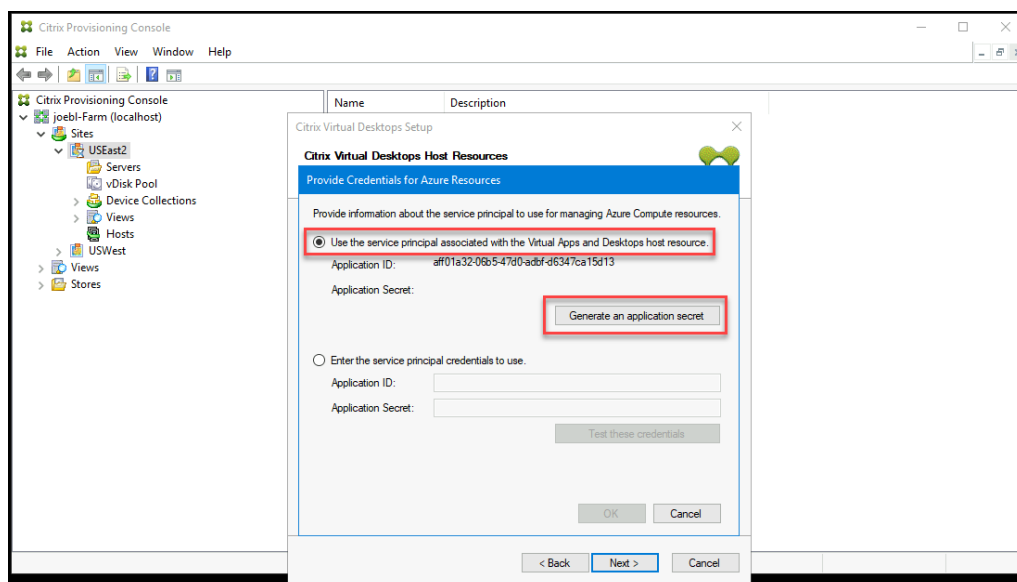 Citrix Provisioning Console
File Action View Window Help
Citrix Provisioning Console
joebl-Farm (localhost)
Sites
USEast2
Servers
vDisk Pool
Device Collections
Views
Hosts
USWest
Views
Stores
Name Description
Citrix Virtual Desktops Setup
Citrix Virtual Desktops Host Resources
Provide Credentials for Azure Resources
Provide information about the service principal to use for managing Azure Compute resources.
Use the service principal associated with the Virtual Apps and Desktops host resource.
Application ID: aff01a32-06b5-47d0-adbf-d6347ca15d13
Application Secret:
Generate an application secret
Enter the service principal credentials to use.
Application ID:
Application Secret:
Test these credentials
OK Cancel
< Back Next > Cancel